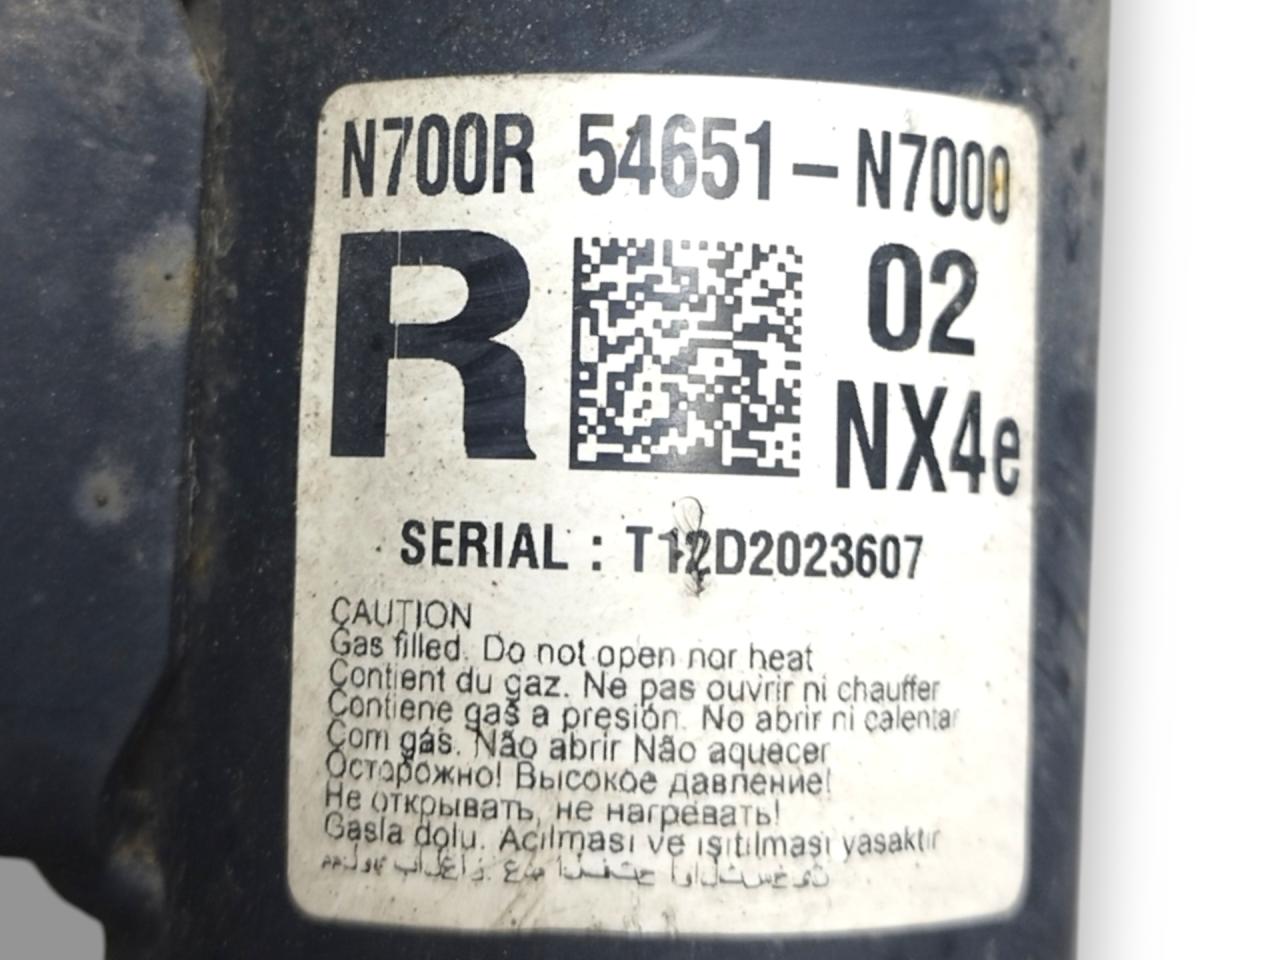 N700R 54651-N7000
R
02
NX4e
SERIAL : T12D2023607
CAUTION
Gas filled. Do not open nor heat
Contient du gaz. Ne pas ouvrir ni chauffer
Contiene gas a presión. No abrir ni calentar
Com gás. Não abrir Não aquecer
Осторожно! Высокое давление!
Не открывать, не нагревать!
Gasla dolu. Açılması ve ısıtılması yasaktır